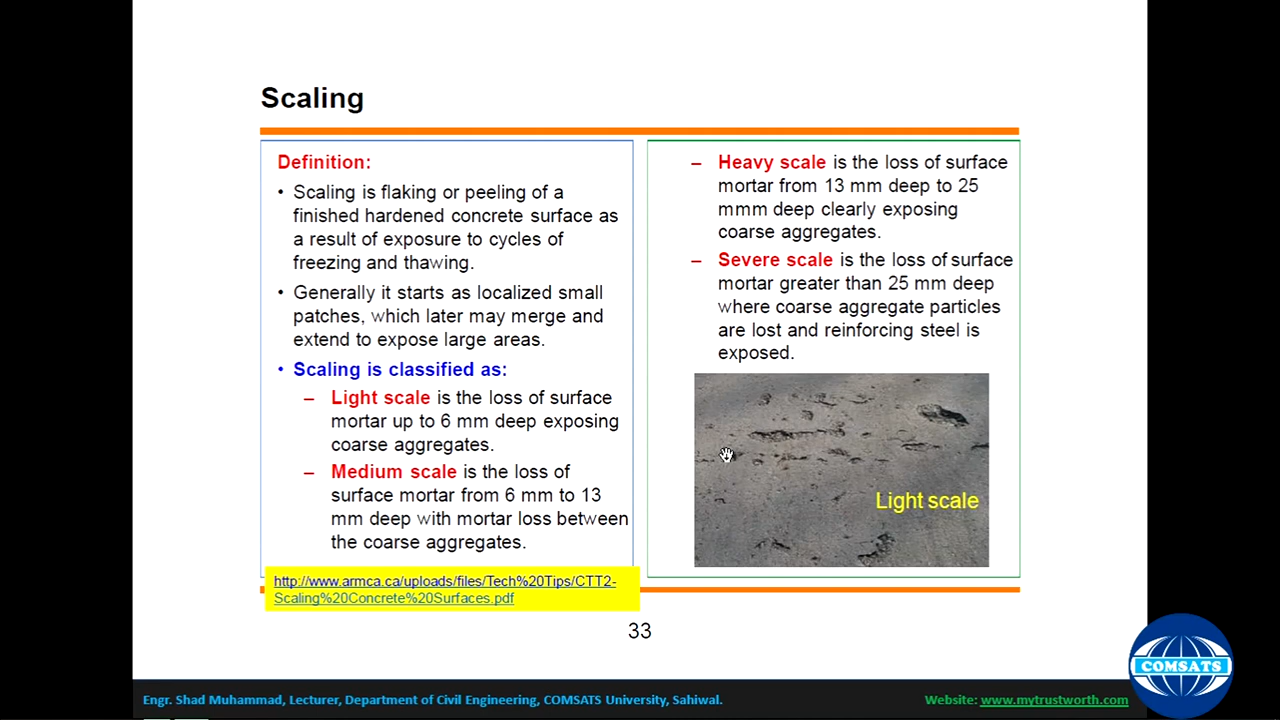 Scaling
Definition:
• Scaling is flaking or peeling of a
finished hardened concrete surface as
a result of exposure to cycles of
freezing and thawing.
• Generally it starts as localized small
patches, which later may merge and
extend to expose large areas.
• Scaling is classified as:
– Light scale is the loss of surface
mortar up to 6 mm deep exposing
coarse aggregates.
– Medium scale is the loss of
surface mortar from 6 mm to 13
mm deep with mortar loss between
the coarse aggregates.
http://www.armca.ca/uploads/files/Tech%20Tips/CTT2-
Scaling%20Concrete%20Surfaces.pdf
– Heavy scale is the loss of surface
mortar from 13 mm deep to 25
mmm deep clearly exposing
coarse aggregates.
– Severe scale is the loss of surface
mortar greater than 25 mm deep
where coarse aggregate particles
are lost and reinforcing steel is
exposed.
Light scale
33
COMSATS
Engr. Shad Muhammad, Lecturer, Department of Civil Engineering, COMSATS University, Sahiwal.
Website: www.mytrustworth.com